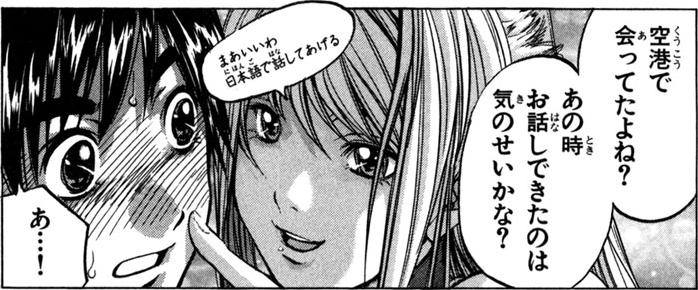 空港で
会ってたよね?
あの時
お話しできたのは
気のせいかな?
まあいいわ
日本語で話してあげる
あ…!